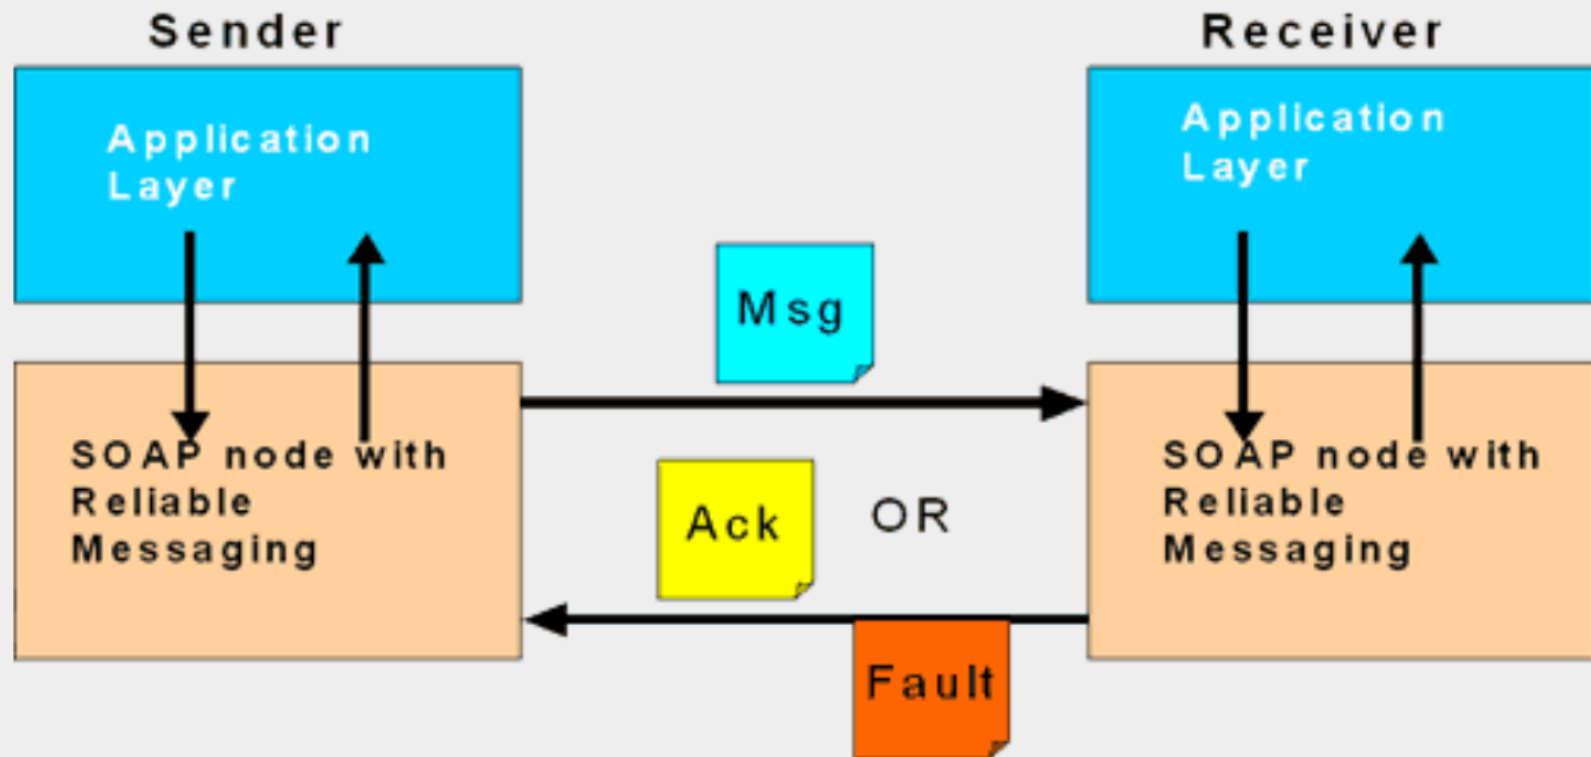 Sender
Receiver
Application
Layer
Application
Layer
Msg
SOAP node with
Reliable
Messaging
Ack
OR
SOAP node with
Reliable
Messaging
Fault